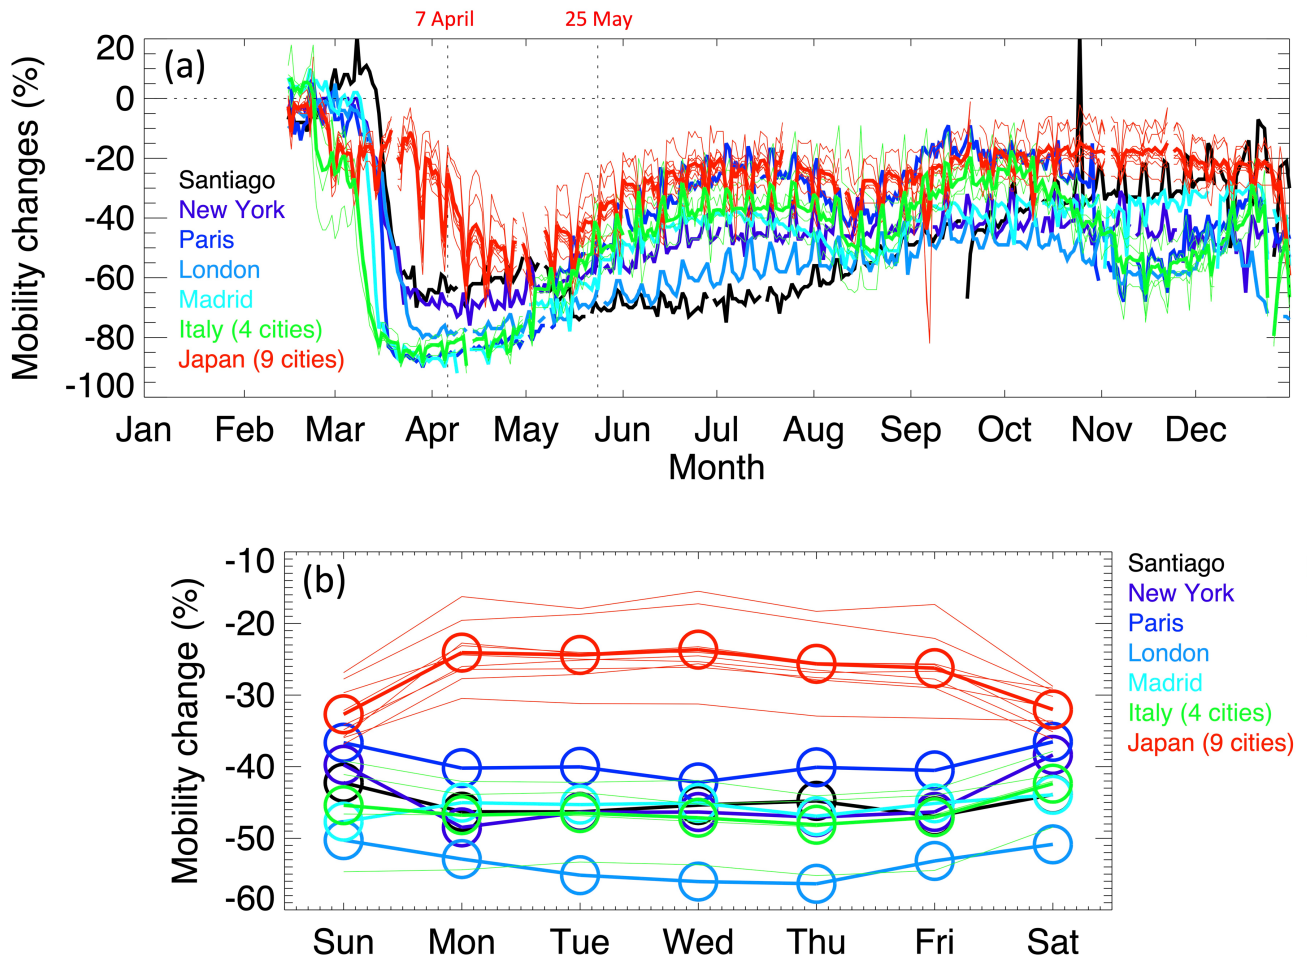 7 April 25 May
Mobility changes (%)
(a)
20
0
-20
-40
-60
-80
-100
Santiago
New York
Paris
London
Madrid
Italy (4 cities)
Japan (9 cities)
Jan Feb Mar Apr May Jun Jul Aug Sep Oct Nov Dec
Month
Mobility change (%)
(b)
-10
-20
-30
-40
-50
-60
Santiago
New York
Paris
London
Madrid
Italy (4 cities)
Japan (9 cities)
Sun Mon Tue Wed Thu Fri Sat